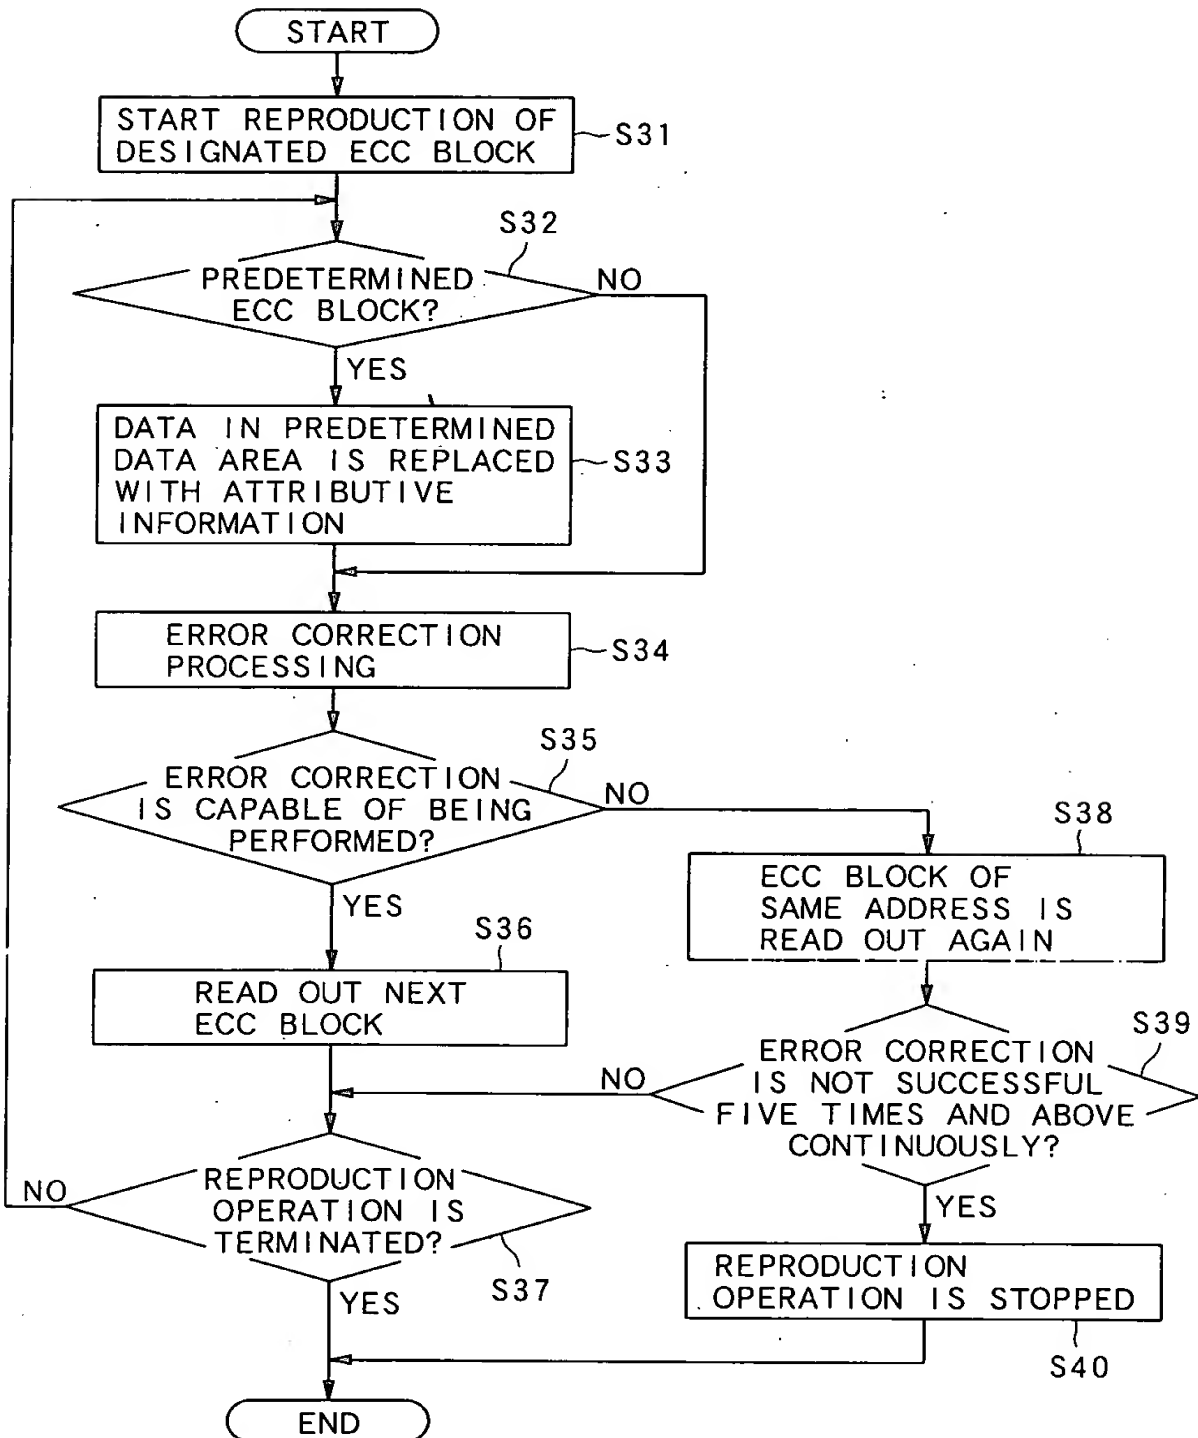 START
START REPRODUCTION OF
DESIGNATED ECC BLOCK
S31
S32
PREDETERMINED
ECC BLOCK?
NO
YES
DATA IN PREDETERMINED
DATA AREA IS REPLACED
WITH ATTRIBUTIVE
INFORMATION
S33
ERROR CORRECTION
PROCESSING
S34
S35
ERROR CORRECTION
IS CAPABLE OF BEING
PERFORMED?
NO
YES
S38
ECC BLOCK OF
SAME ADDRESS IS
READ OUT AGAIN
S36
READ OUT NEXT
ECC BLOCK
S39
ERROR CORRECTION
IS NOT SUCCESSFUL
FIVE TIMES AND ABOVE
CONTINUOUSLY?
NO
YES
REPRODUCTION
OPERATION IS
TERMINATED?
NO
S37
YES
REPRODUCTION
OPERATION IS STOPPED
S40
END